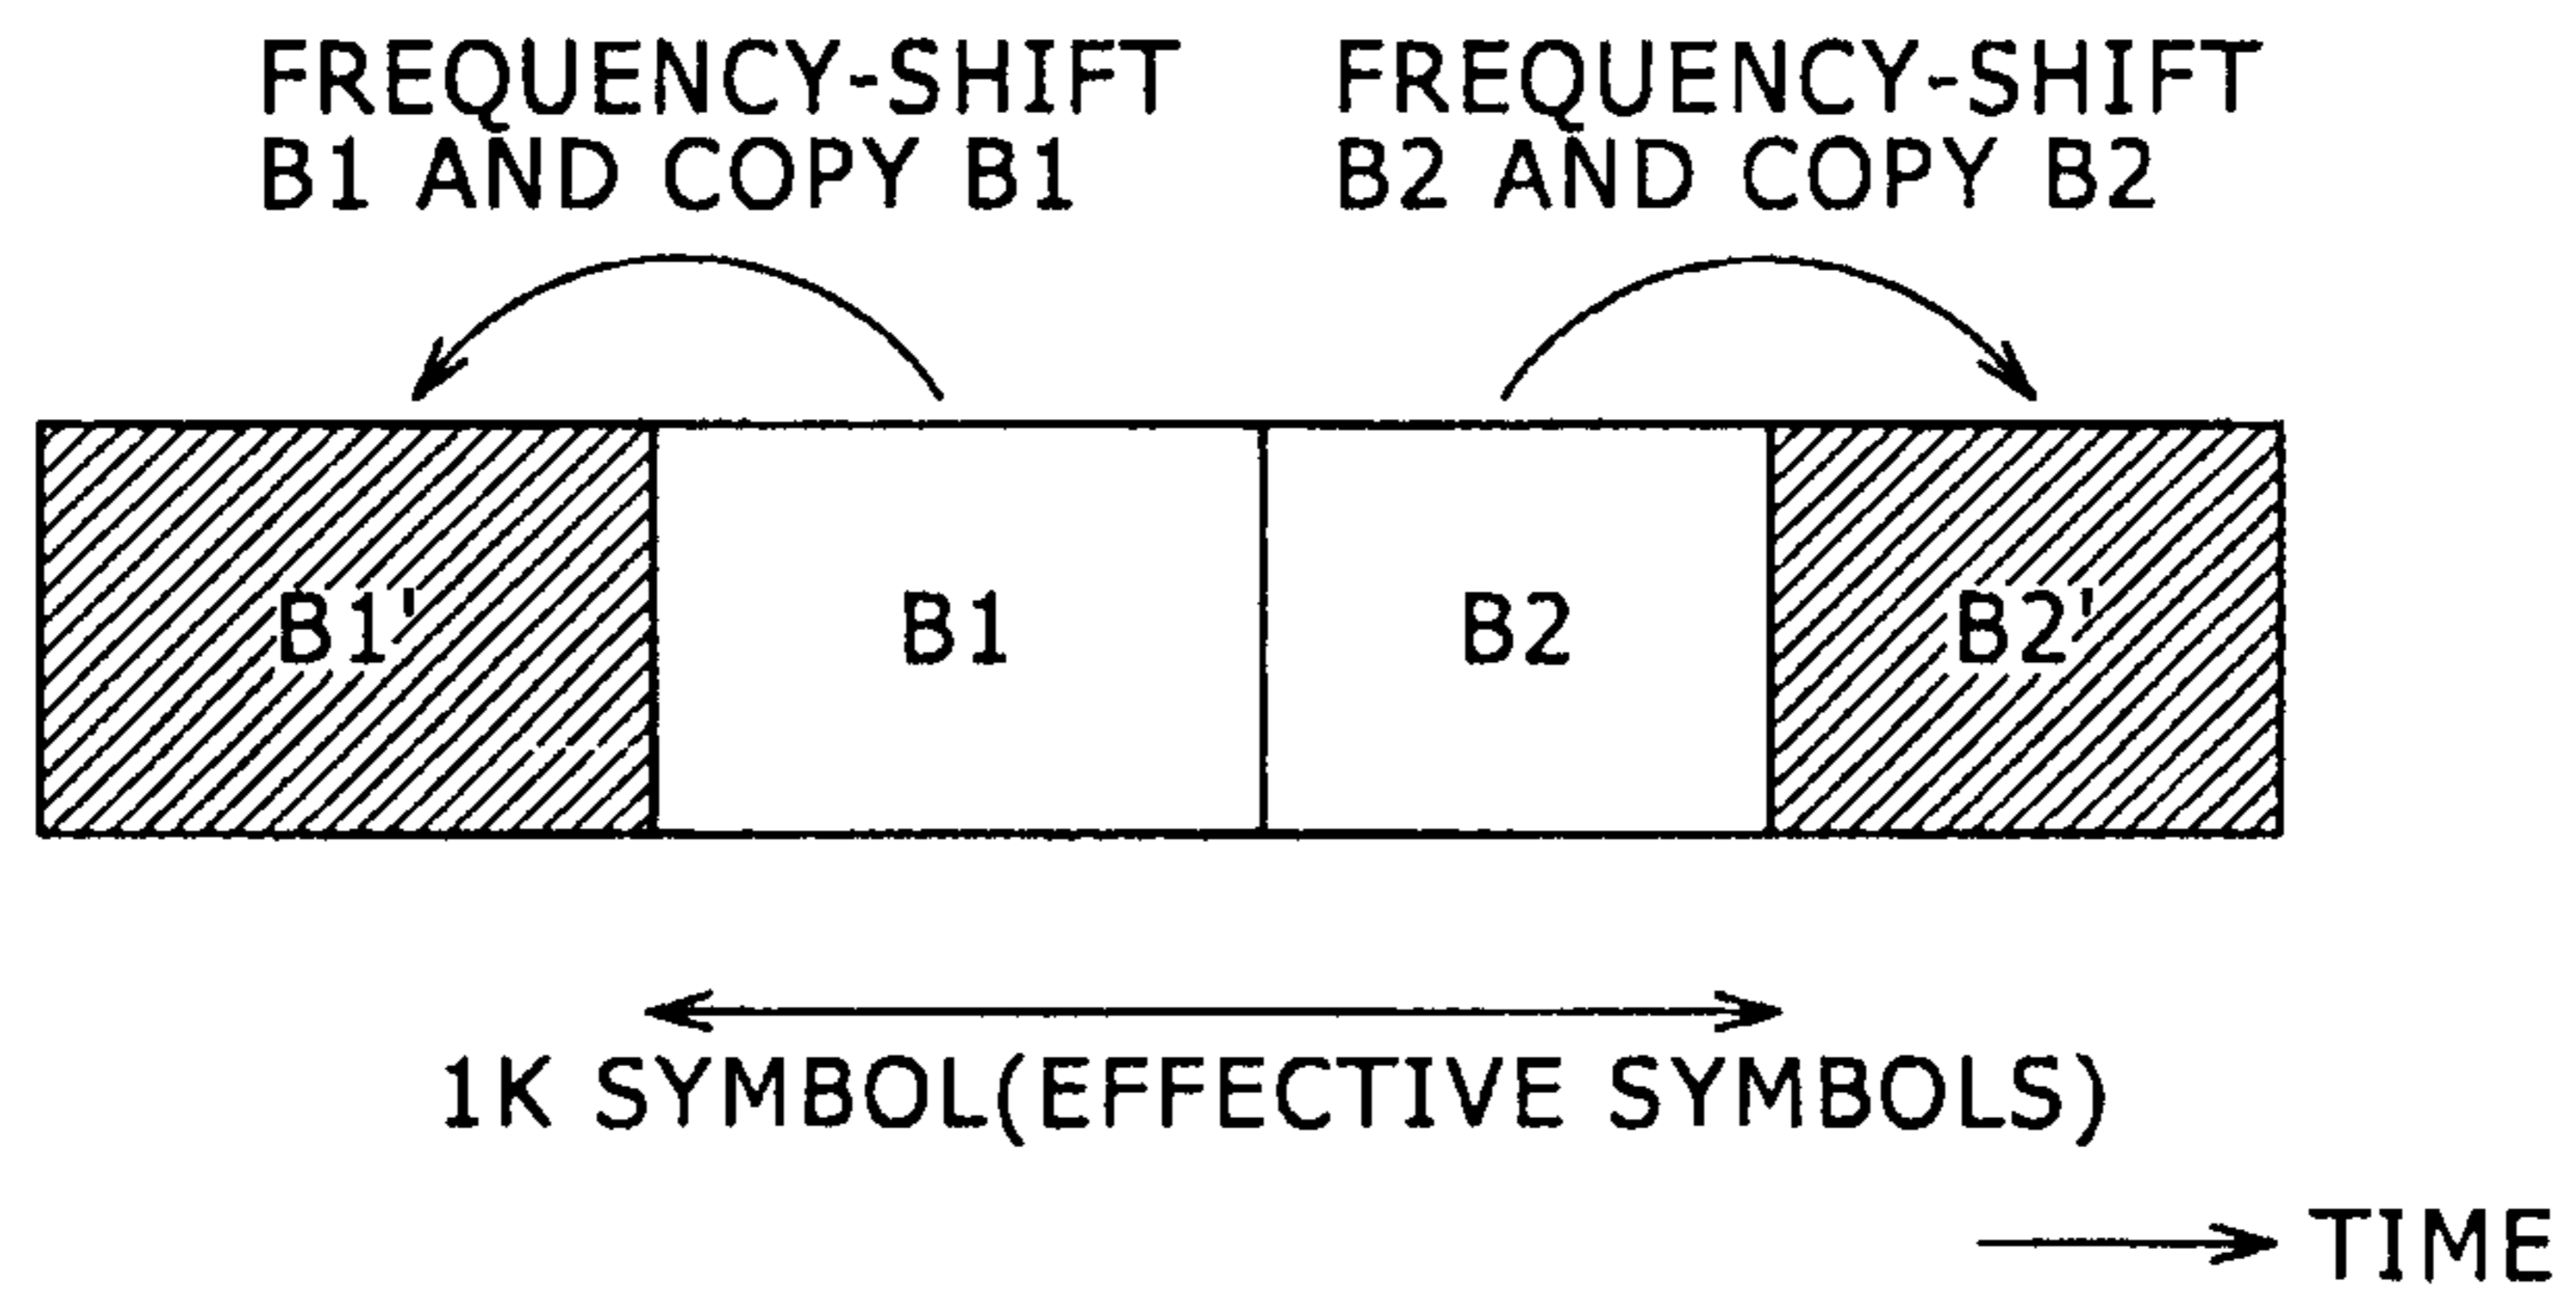 FREQUENCY-SHIFT
B1 AND COPY B1
FREQUENCY-SHIFT
B2 AND COPY B2
B1'
B1
B2
B2'
1K SYMBOL(EFFECTIVE SYMBOLS)
TIME